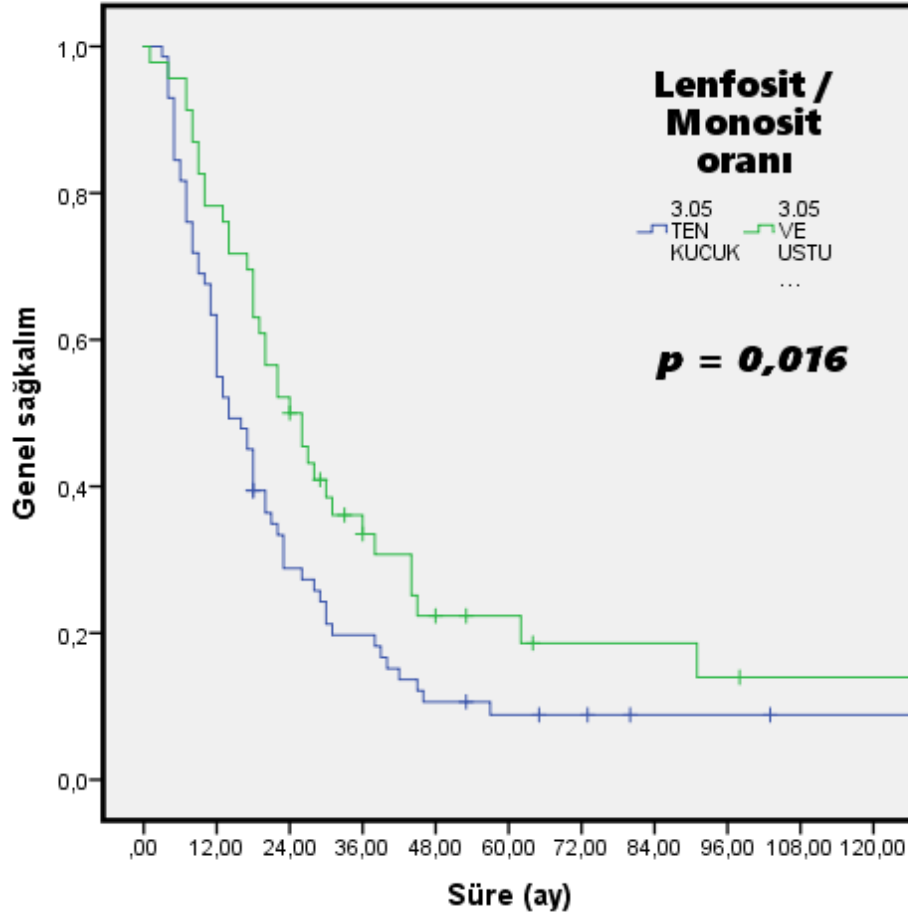 Lenfosit /
Monosit
oranı
3.05
TEN
KUCUK
3.05
VE
USTU
...
p = 0,016
Genel sağkalım
1,0
0,8
0,6
0,4
0,2
0,0
,00 12,00 24,00 36,00 48,00 60,00 72,00 84,00 96,00 108,00 120,00
Süre (ay)